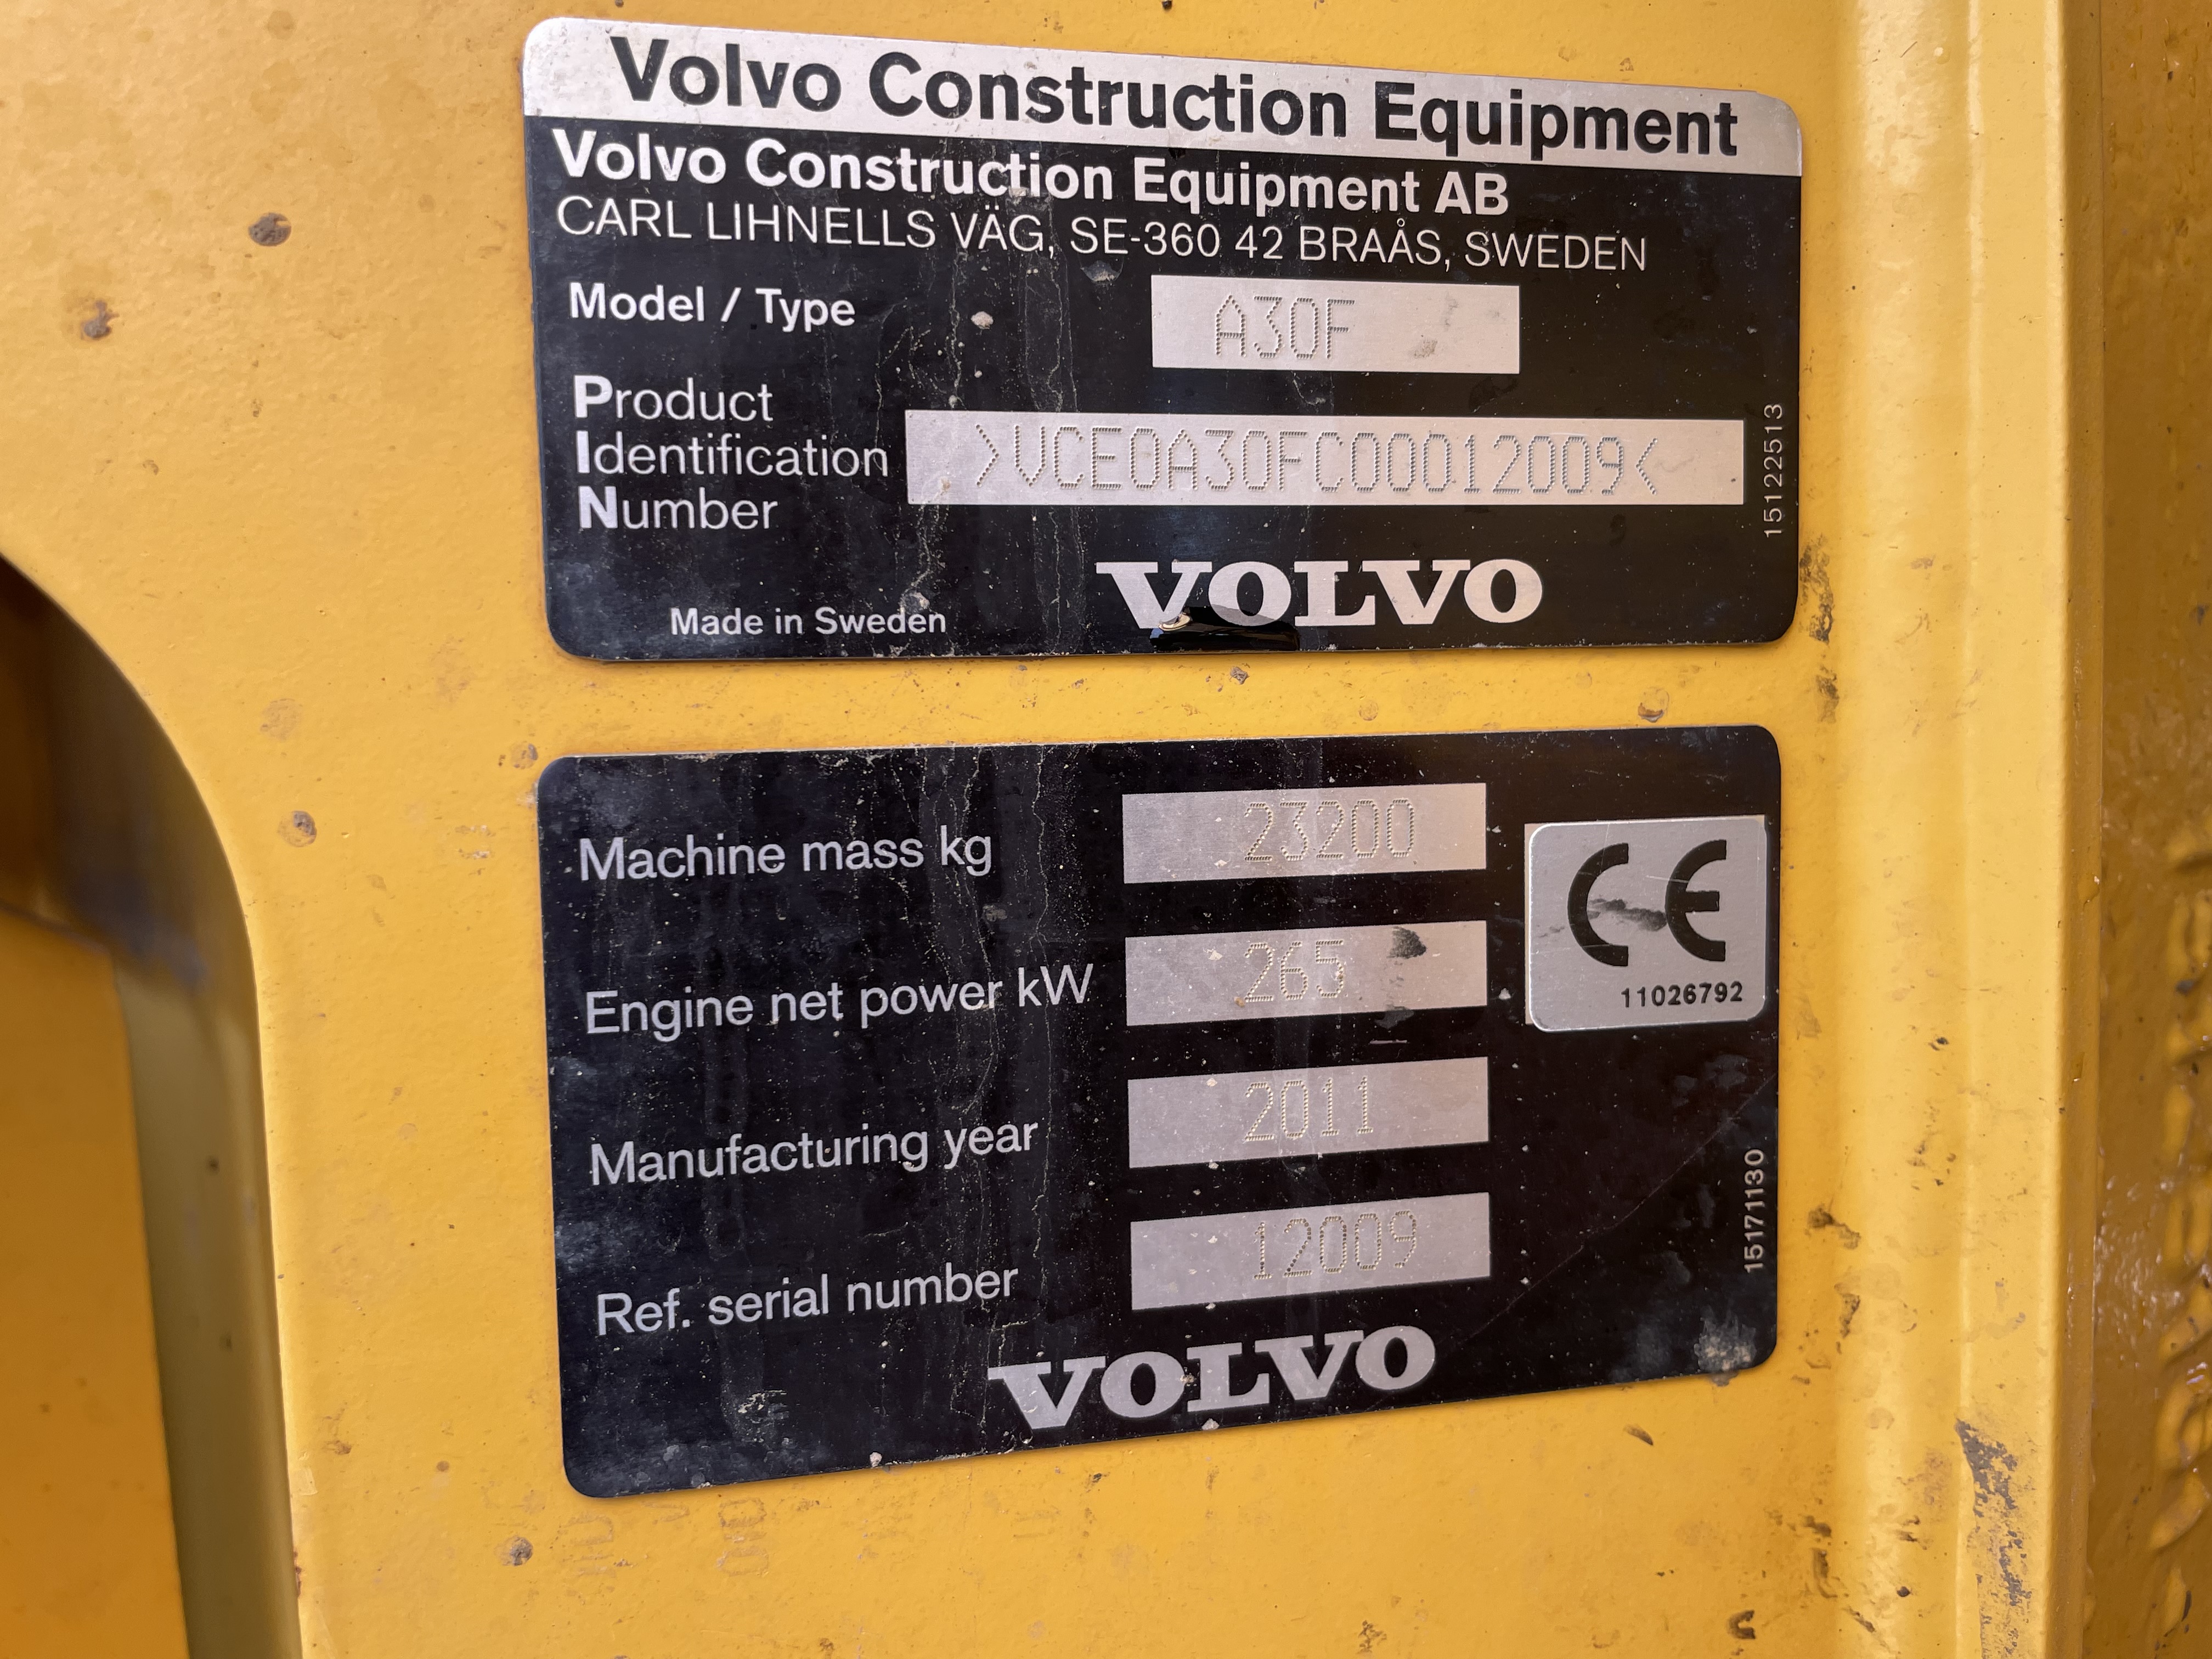 Volvo Construction Equipment
Volvo Construction Equipment AB
CARL LIHNELLS VÄG, SE-360 42 BRAÅS, SWEDEN
Model / Type A30F
Product
Identification >VCE0A30FC00012009<
Number
15122513
Made in Sweden VOLVO
Machine mass kg 23200
CE
11026792
Engine net power kW 265
Manufacturing year 2011
Ref. serial number 12009
15171130
VOLVO